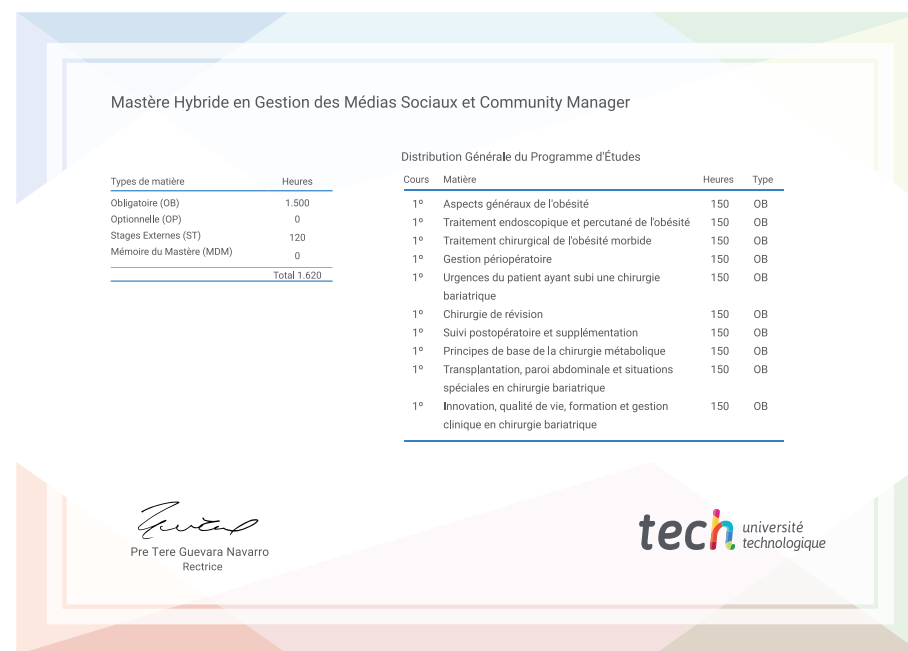 Mastère Hybride en Gestion des Médias Sociaux et Community Manager
Types de matière Heures
Obligatoire (OB) 1.500
Optionnelle (OP) 0
Stages Externes (ST) 120
Mémoire du Mastère (MDM) 0
Total 1.620
Distribution Générale du Programme d'Études
Cours Matière Heures Type
1º Aspects généraux de l'obésité 150 OB
1º Traitement endoscopique et percutané de l'obésité 150 OB
1º Traitement chirurgical de l'obésité morbide 150 OB
1º Gestion périopératoire 150 OB
1º Urgences du patient ayant subi une chirurgie 150 OB
bariatrique
1º Chirurgie de révision 150 OB
1º Suivi postopératoire et supplémentation 150 OB
1º Principes de base de la chirurgie métabolique 150 OB
1º Transplantation, paroi abdominale et situations 150 OB
spéciales en chirurgie bariatrique
1º Innovation, qualité de vie, formation et gestion 150 OB
clinique en chirurgie bariatrique
Pre Tere Guevara Navarro
Rectrice
tech université
technologique